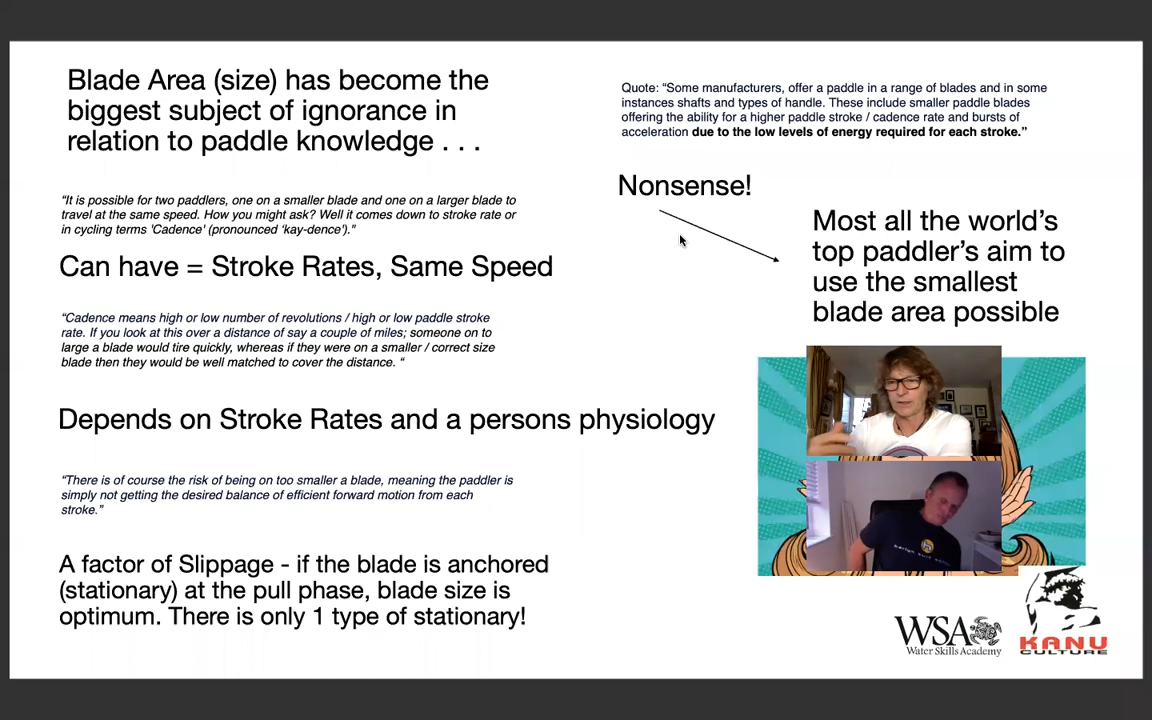 Blade Area (size) has become the
biggest subject of ignorance in
relation to paddle knowledge . . .
"It is possible for two paddlers, one on a smaller blade and one on a larger blade to
travel at the same speed. How you might ask? Well it comes down to stroke rate or
in cycling terms 'Cadence' (pronounced 'kay-dence')."
Can have = Stroke Rates, Same Speed
"Cadence means high or low number of revolutions / high or low paddle stroke
rate. If you look at this over a distance of say a couple of miles; someone on to
large a blade would tire quickly, whereas if they were on a smaller / correct size
blade then they would be well matched to cover the distance. "
Depends on Stroke Rates and a persons physiology
"There is of course the risk of being on too smaller a blade, meaning the paddler is
simply not getting the desired balance of efficient forward motion from each
stroke."
A factor of Slippage - if the blade is anchored
(stationary) at the pull phase, blade size is
optimum. There is only 1 type of stationary!
Quote: "Some manufacturers, offer a paddle in a range of blades and in some
instances shafts and types of handle. These include smaller paddle blades
offering the ability for a higher paddle stroke / cadence rate and bursts of
acceleration due to the low levels of energy required for each stroke."
Nonsense!
Most all the world's
top paddler's aim to
use the smallest
blade area possible
WSA
Water Skills Academy
KANU
CULTURE